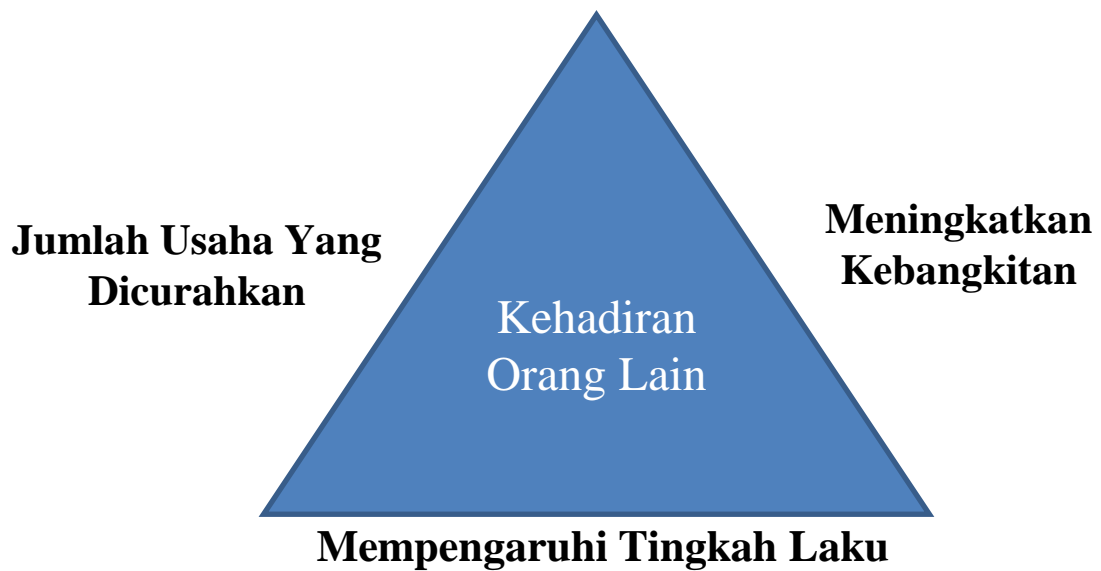 Jumlah Usaha Yang
Dicurahkan
Meningkatkan
Kebangkitan
Kehadiran
Orang Lain
Mempengaruhi Tingkah Laku